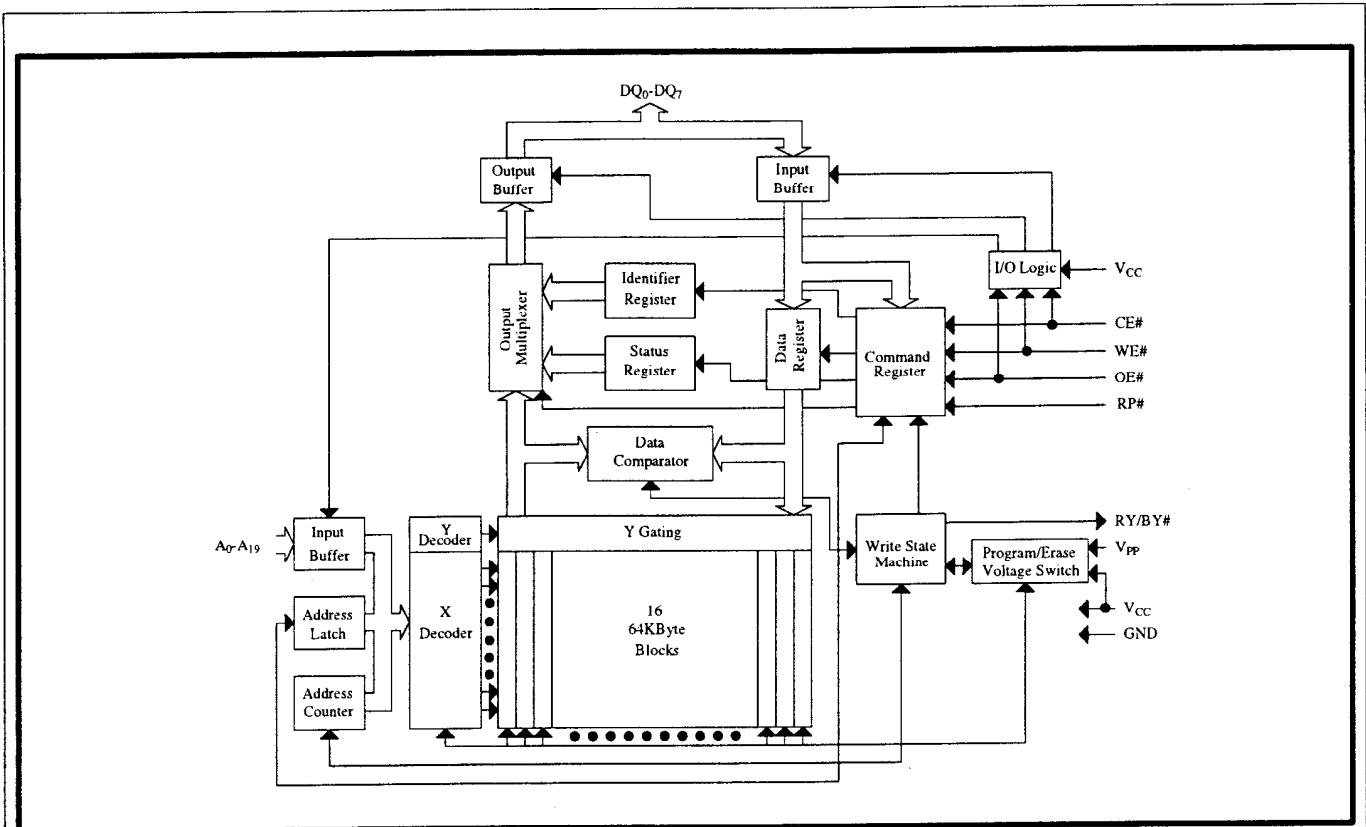 DQ0-DQ7
Output
Buffer
Input
Buffer
I/O Logic
VCC
Identifier
Register
Output
Multiplexer
Status
Register
Data
Register
Command
Register
CE#
WE#
OE#
RP#
Data
Comparator
A0-A19
Input
Buffer
Y
Decoder
Y Gating
Write State
Machine
RY/BY#
Program/Erase
Voltage Switch
VPP
Address
Latch
X
Decoder
16
64KByte
Blocks
VCC
GND
Address
Counter